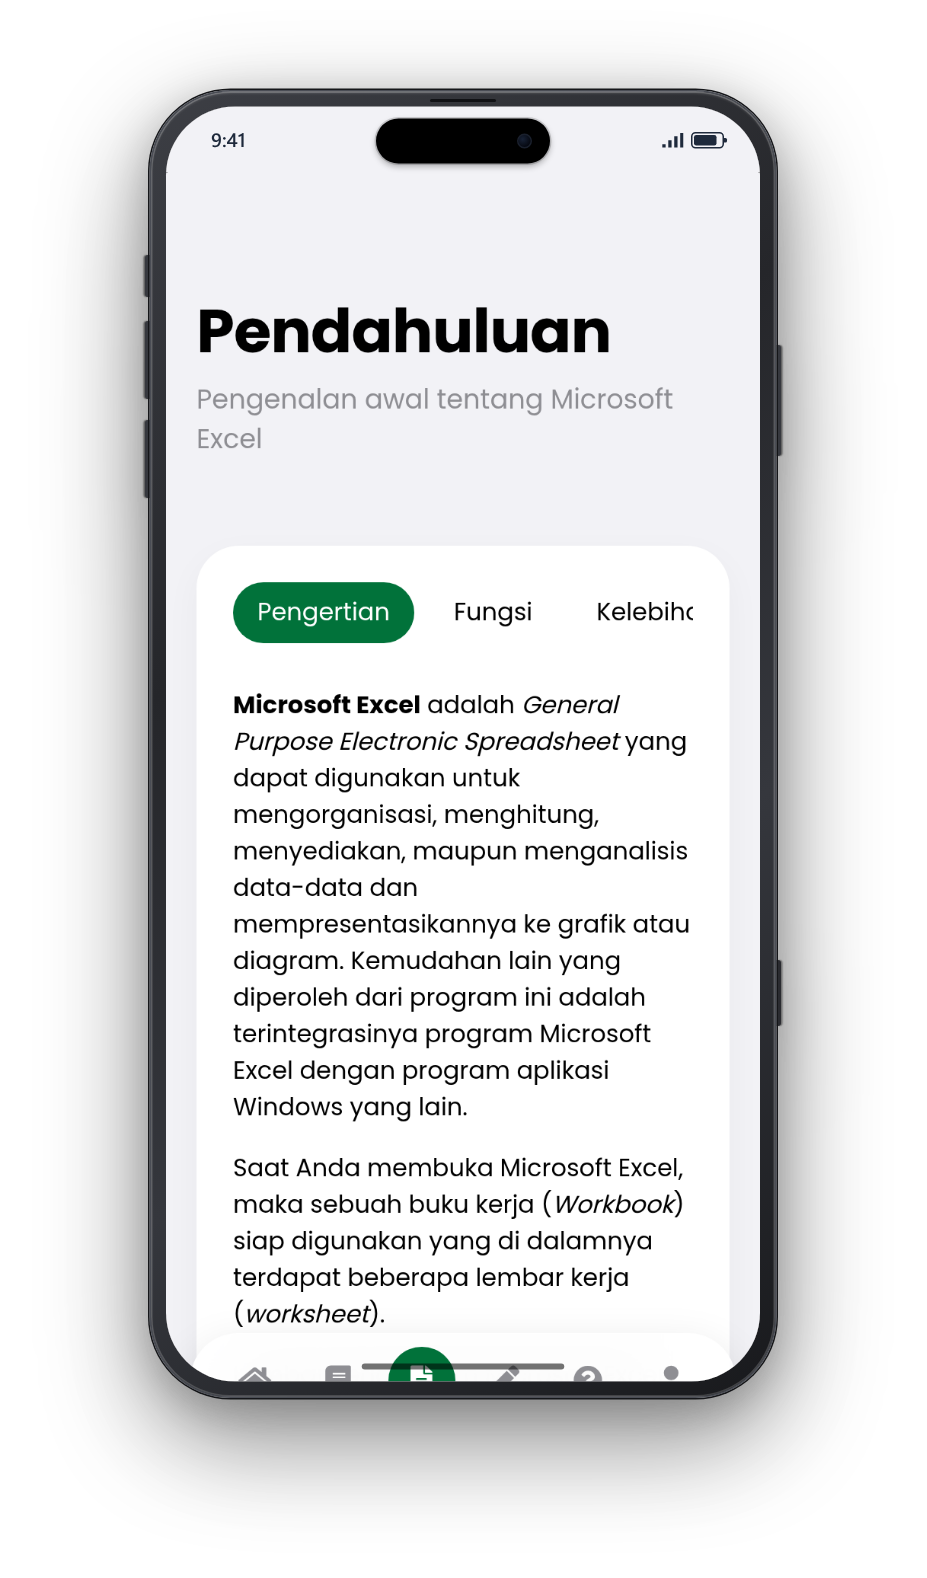 9:41
Pendahuluan
Pengenalan awal tentang Microsoft
Excel
Pengertian Fungsi
Microsoft Excel adalah General
Purpose Electronic Spreadsheet yang
dapat digunakan untuk
mengorganisasi, menghitung,
menyediakan, maupun menganalisis
data-data dan
mempresentasikannya ke grafik atau
diagram. Kemudahan lain yang
diperoleh dari program ini adalah
terintegrasinya program Microsoft
Excel dengan program aplikasi
Windows yang lain.
Saat Anda membuka Microsoft Excel,
maka sebuah buku kerja (Workbook)
siap digunakan yang di dalamnya
terdapat beberapa lembar kerja
(worksheet).